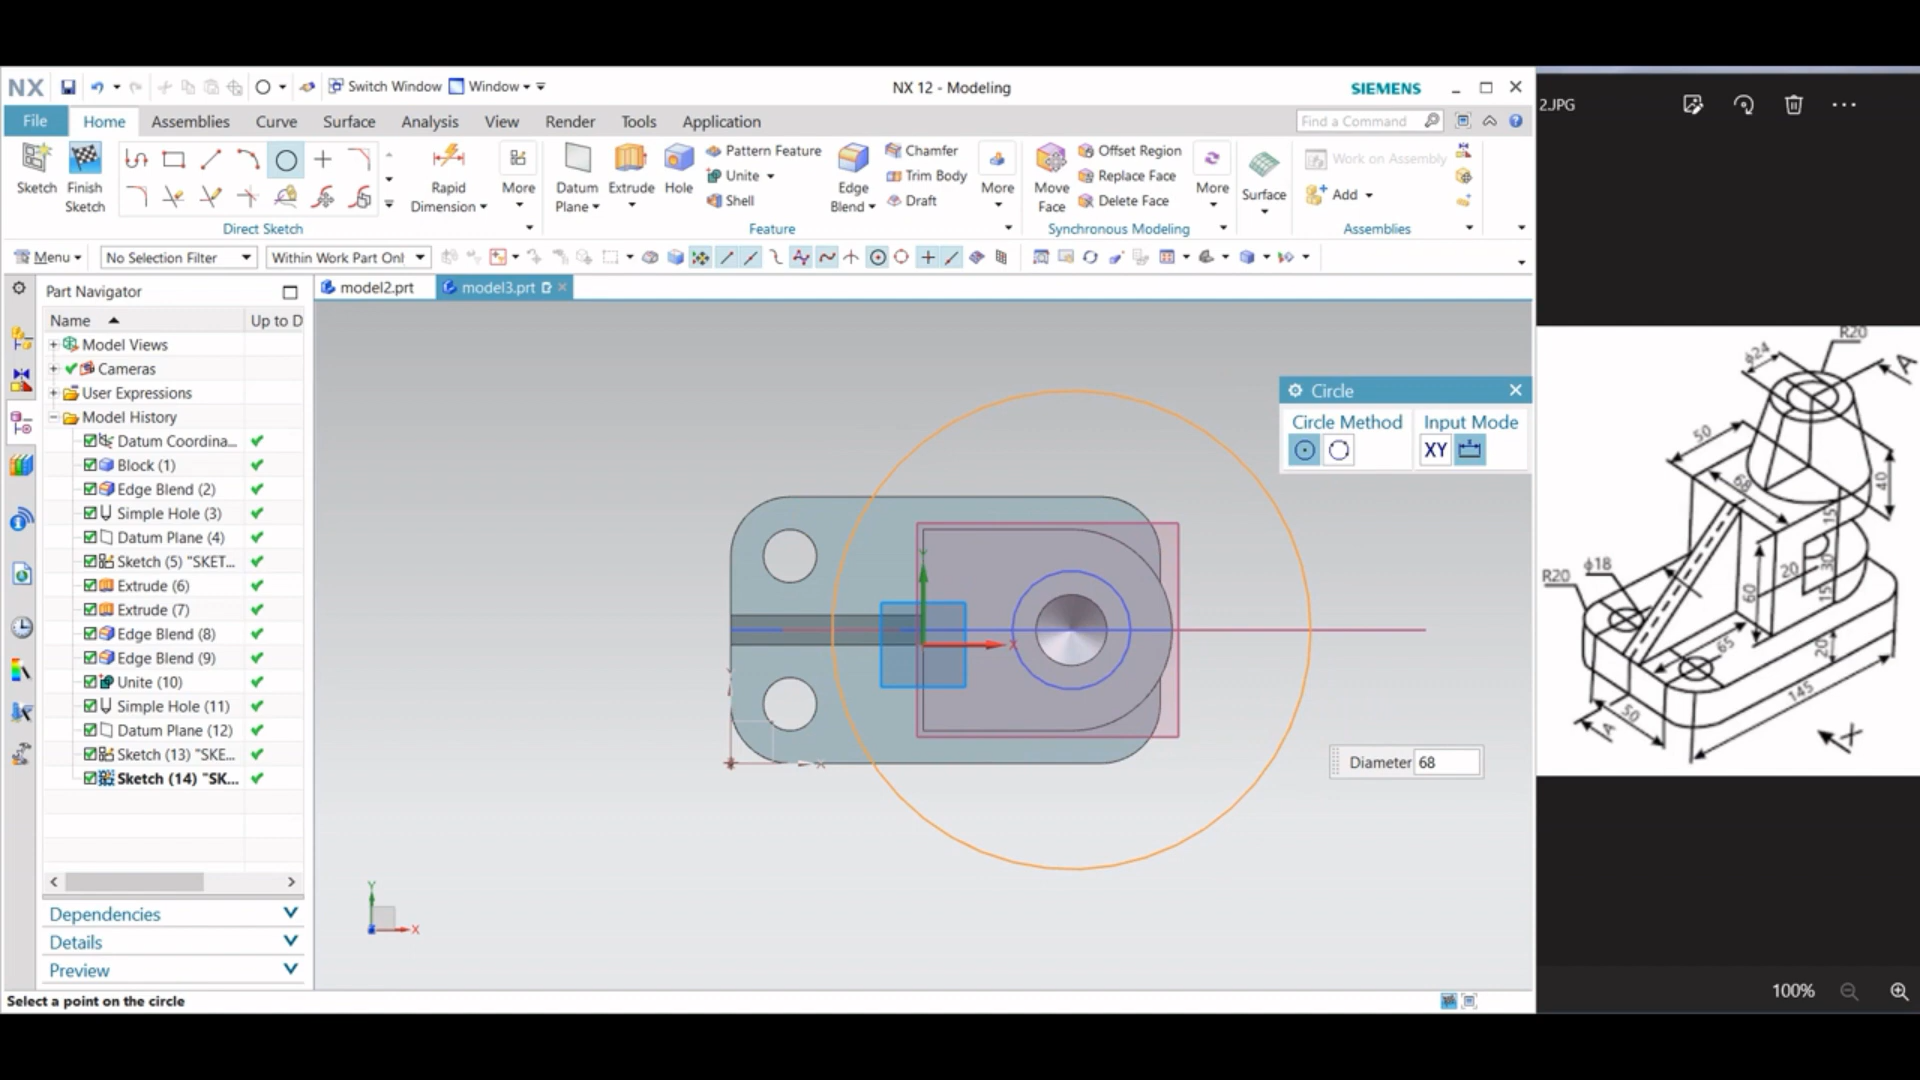 NX Switch Window Window NX 12 - Modeling SIEMENS
File Home Assemblies Curve Surface Analysis View Render Tools Application Find a Command
Sketch Finish Sketch Rapid Dimension More
Direct Sketch
Datum Plane Extrude Hole Pattern Feature Unite Shell Edge Blend Chamfer Trim Body Draft More
Feature
Move Face Offset Region Replace Face Delete Face More
Synchronous Modeling
Surface
Work on Assembly
Add
Assemblies
Menu No Selection Filter Within Work Part Onl
Part Navigator
model2.prt model3.prt
Name Up to D
Model Views
Cameras
User Expressions
Model History
Datum Coordina...
Block (1)
Edge Blend (2)
Simple Hole (3)
Datum Plane (4)
Sketch (5) "SKET...
Extrude (6)
Extrude (7)
Edge Blend (8)
Edge Blend (9)
Unite (10)
Simple Hole (11)
Datum Plane (12)
Sketch (13) "SKE...
Sketch (14) "SK...
Dependencies
Details
Preview
Select a point on the circle
Circle
Circle Method Input Mode
XY
Diameter 68
X
Y
X
2.JPG
R20
ϕ24
A
50
68
40
15
R20
ϕ18
20
30
60
15
65
20
145
50
A
X
100%